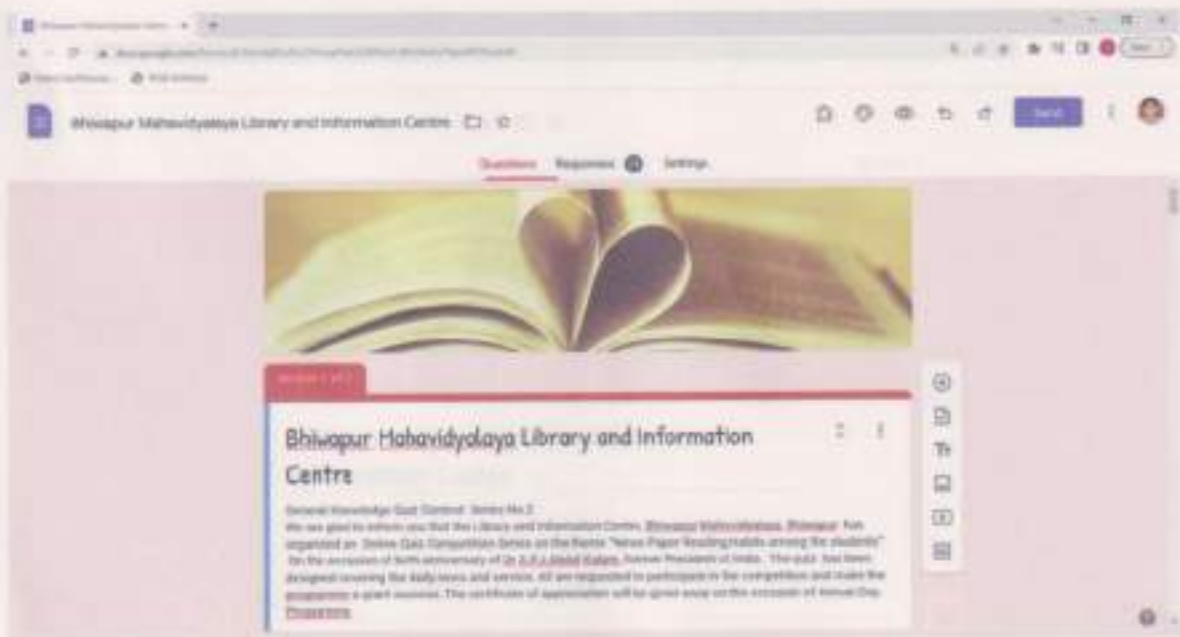 Bhiwapur Mahavidyalaya Library and Information Centre
Send
Questions Responses Settings
Bhiwapur Mahavidyalaya Library and Information
Centre
General Knowledge Quiz Contest Series No.2
We are glad to inform you that the Library and Information Centre, Bhiwapur Mahavidyalaya, Bhiwapur has
organized an Online Quiz Competition Series on the theme "News Paper Reading Habits among the students"
On the occasion of birth anniversary of Dr A.P.J Abdul Kalam, former President of India. The quiz has been
designed covering the daily news and service. All are requested to participate in the competition and make the
programme a grant success. The certificate of appreciation will be given away on the occasion of Annual Day
Programme